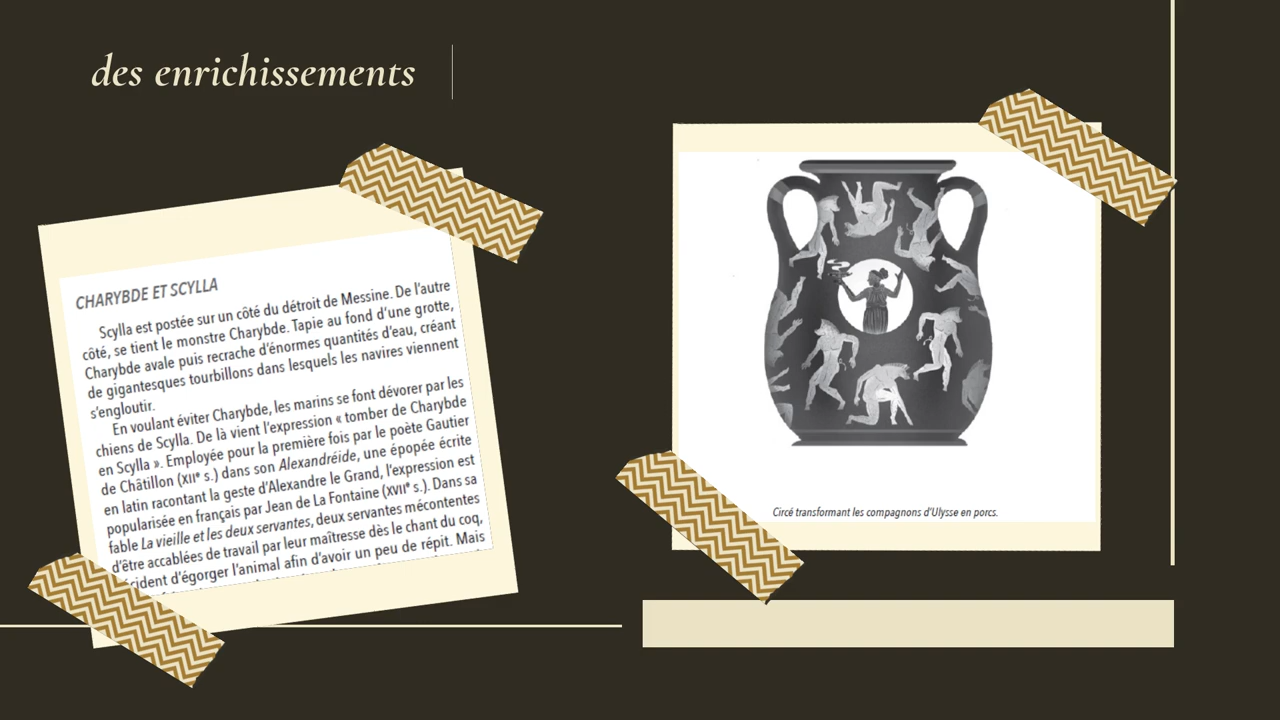 des enrichissements
CHARYBDE ET SCYLLA
Scylla est postée sur un côté du détroit de Messine. De l'autre
côté, se tient le monstre Charybde. Tapie au fond d'une grotte,
Charybde avale puis recrache d'énormes quantités d'eau, créant
de gigantesques tourbillons dans lesquels les navires viennent
s'engloutir.
En voulant éviter Charybde, les marins se font dévorer par les
chiens de Scylla. De là vient l'expression « tomber de Charybde
en Scylla ». Employée pour la première fois par le poète Gautier
de Châtillon (XIIe s.) dans son Alexandréide, une épopée écrite
en latin racontant la geste d'Alexandre le Grand, l'expression est
popularisée en français par Jean de La Fontaine (XVIIe s.). Dans sa
fable La vieille et les deux servantes, deux servantes mécontentes
d'être accablées de travail par leur maîtresse dès le chant du coq,
d'égorger l'animal afin d'avoir un peu de répit. Mais
Circé transformant les compagnons d'Ulysse en porcs.